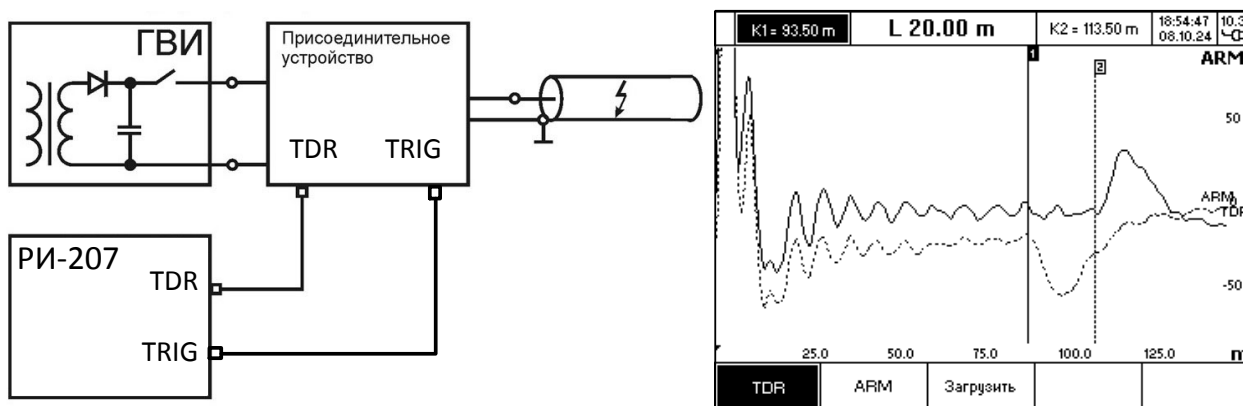 ГВИ
Присоединительное
устройство
TDR TRIG
РИ-207
TDR
TRIG
K1= 93.50 m L 20.00 m K2 = 113.50 m 18:54:47
08.10.24
ARM
1
2
50
ARM
TDR
-50
25.0 50.0 75.0 100.0 125.0
TDR ARM Загрузить